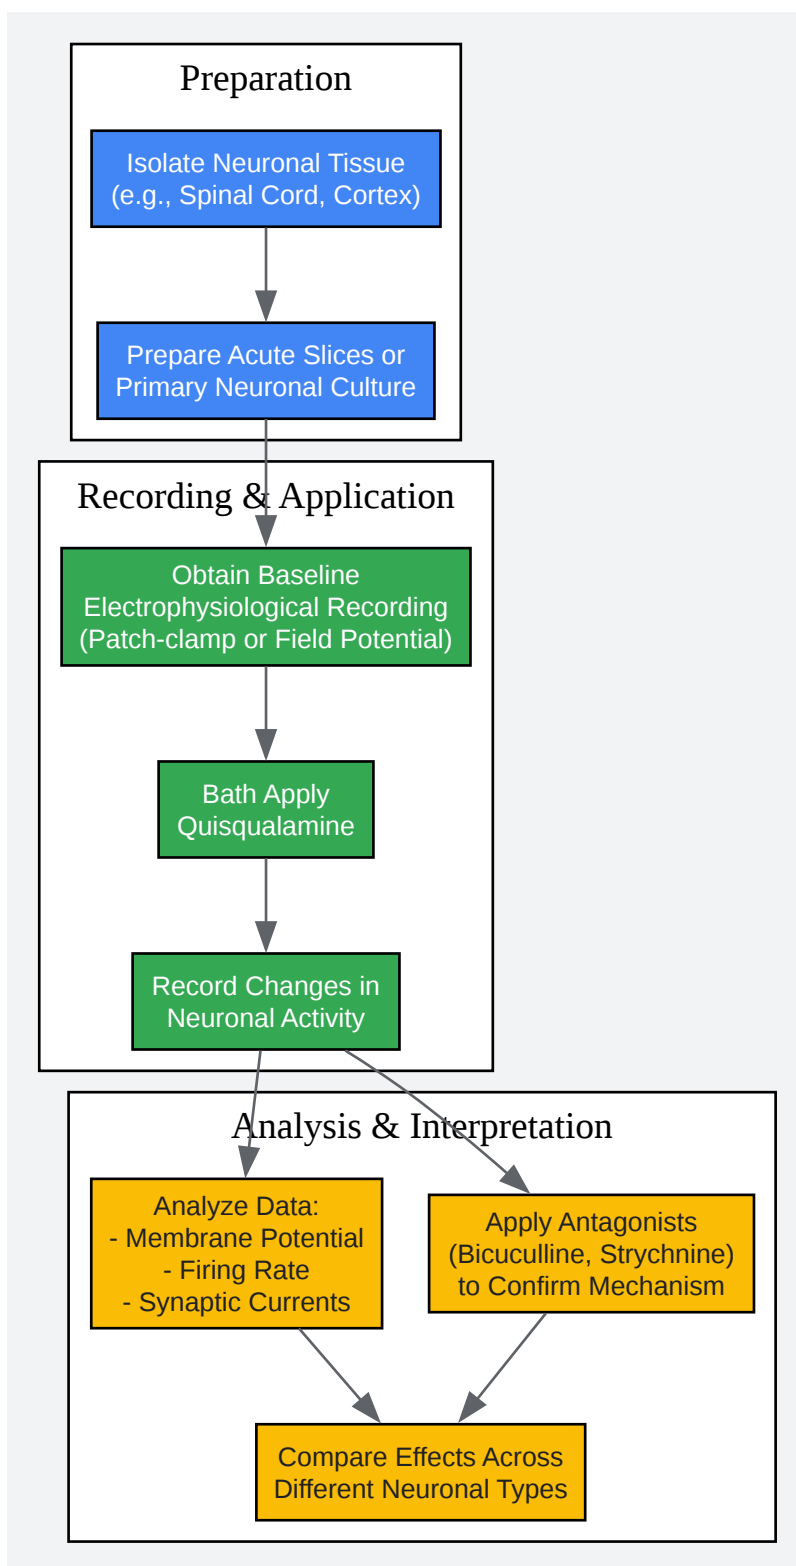 Preparation
Isolate Neuronal Tissue
(e.g., Spinal Cord, Cortex)
Prepare Acute Slices or
Primary Neuronal Culture
Recording & Application
Obtain Baseline
Electrophysiological Recording
(Patch-clamp or Field Potential)
Bath Apply
Quisqualamine
Record Changes in
Neuronal Activity
Analysis & Interpretation
Analyze Data:
- Membrane Potential
- Firing Rate
- Synaptic Currents
Apply Antagonists
(Bicuculline, Strychnine)
to Confirm Mechanism
Compare Effects Across
Different Neuronal Types